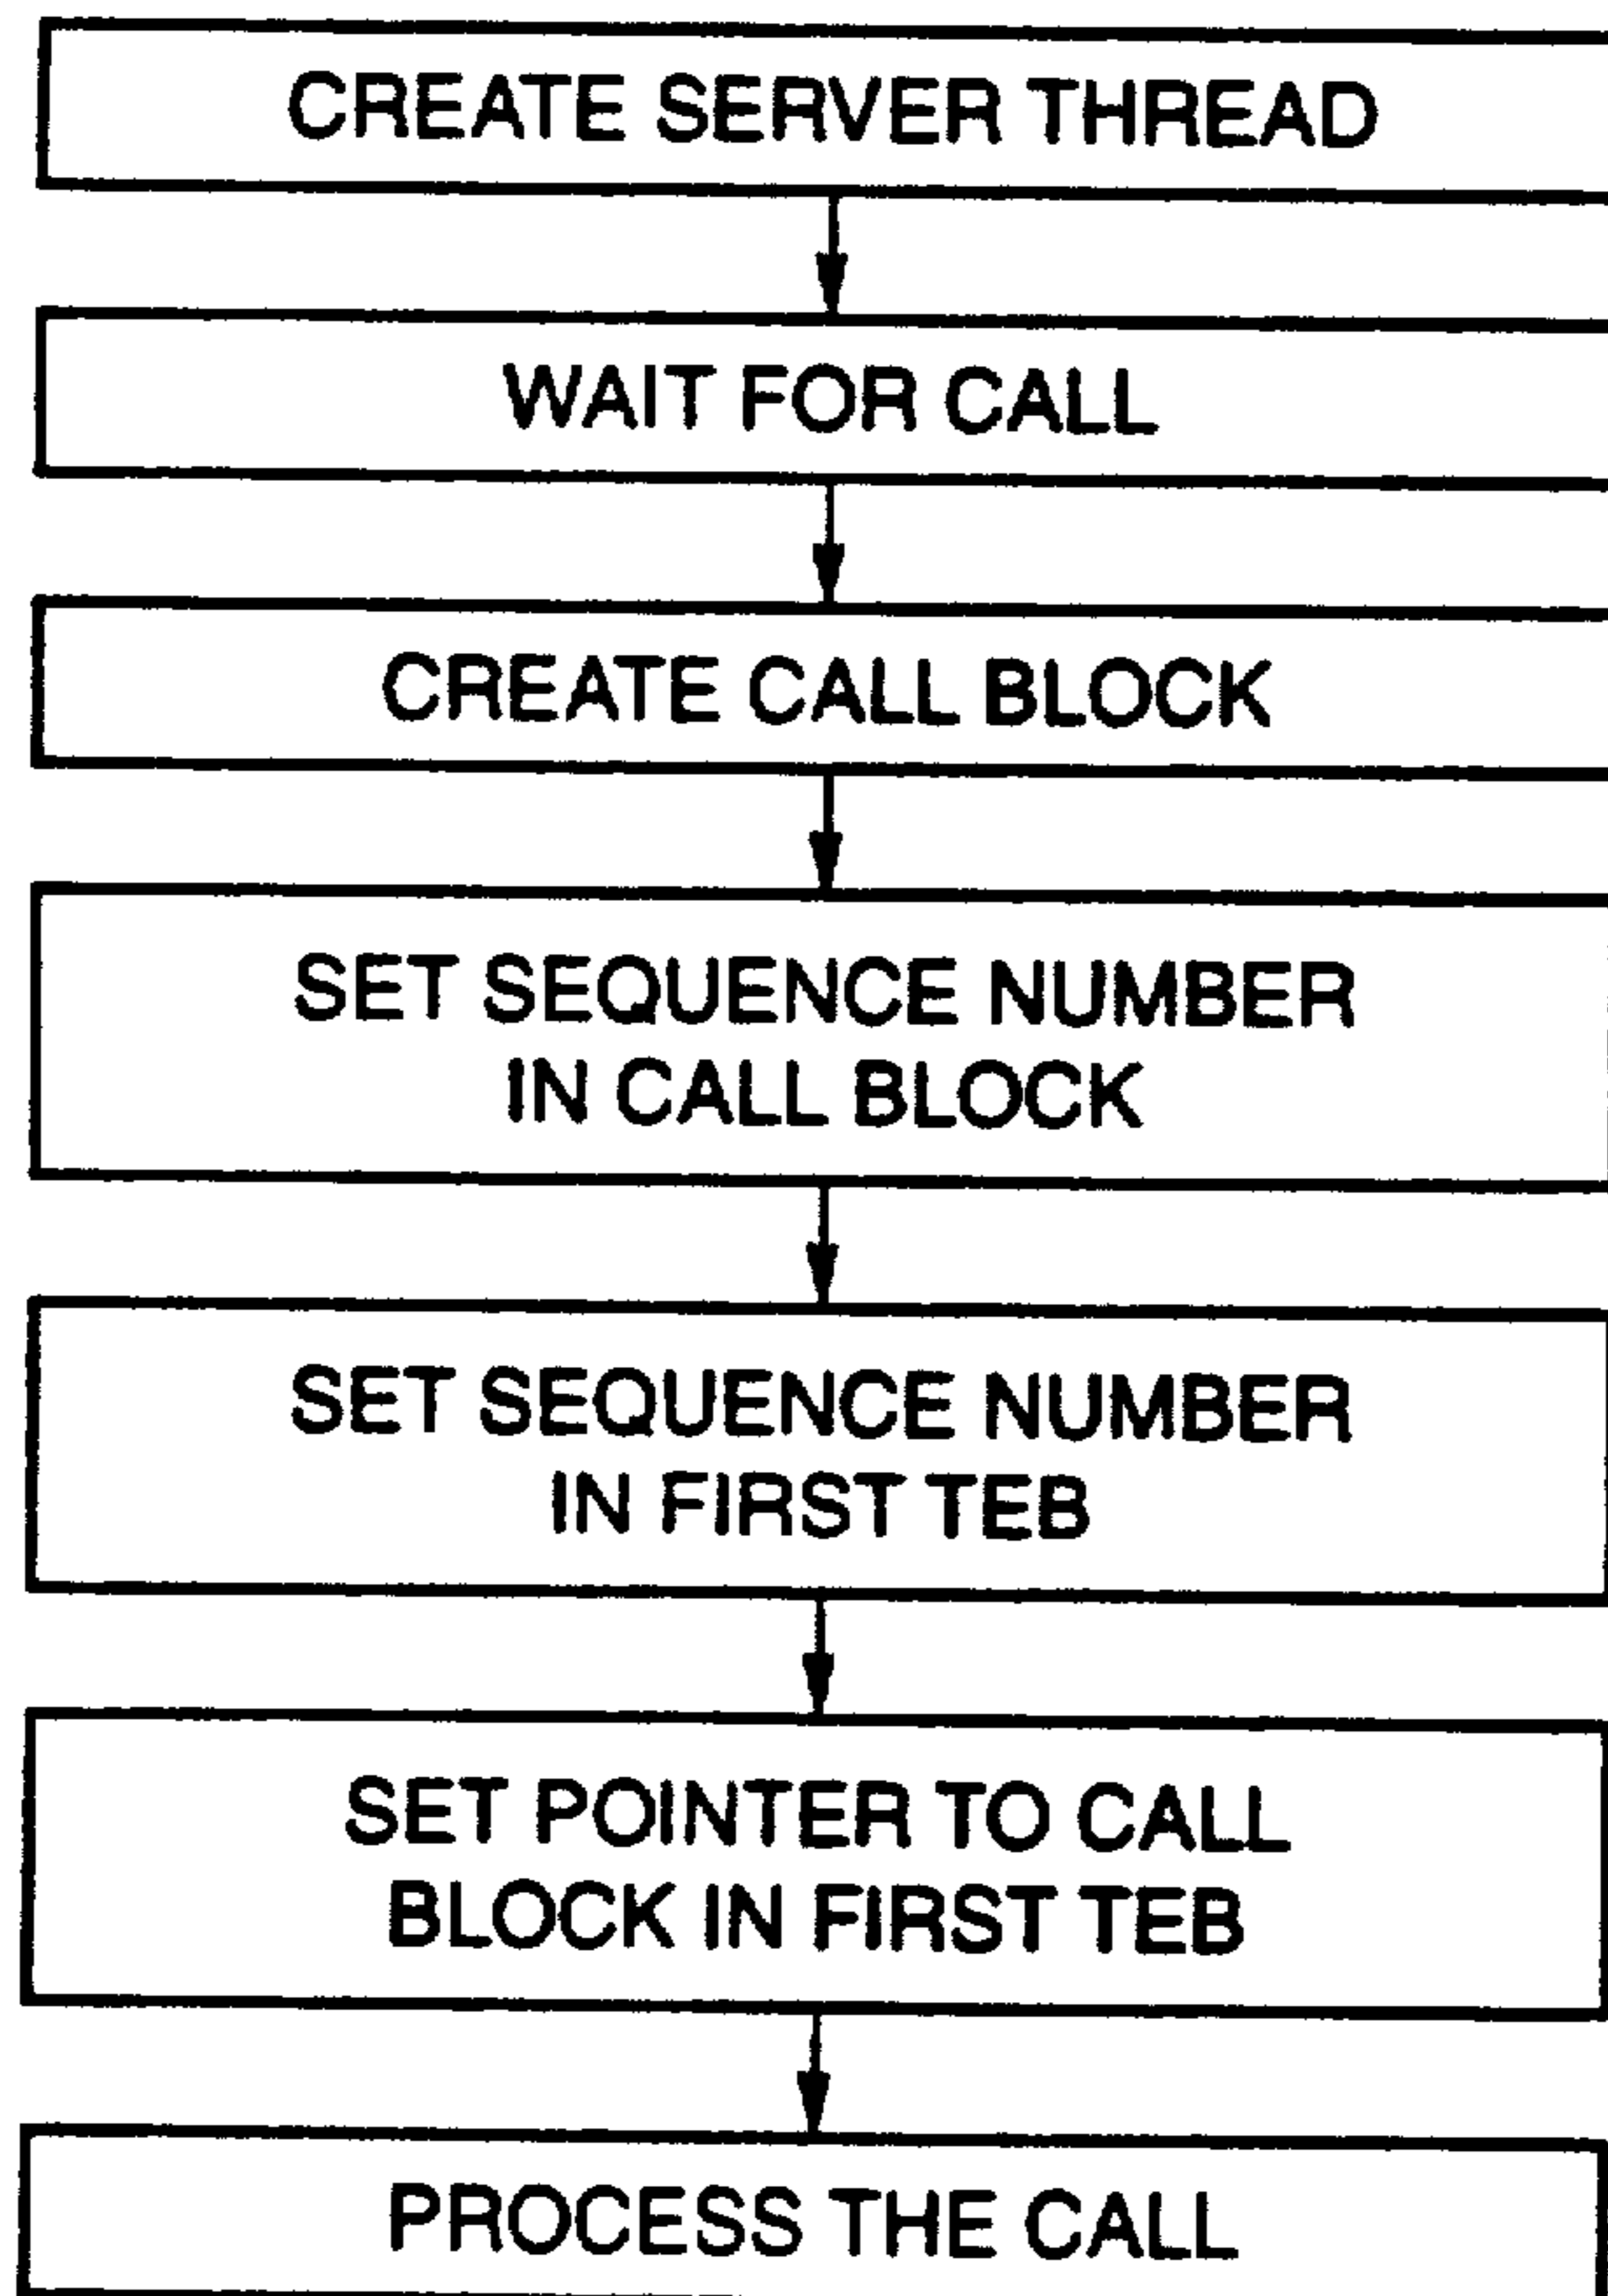 CREATE SERVER THREAD
WAIT FOR CALL
CREATE CALL BLOCK
SET SEQUENCE NUMBER
IN CALL BLOCK
SET SEQUENCE NUMBER
IN FIRST TEB
SET POINTER TO CALL
BLOCK IN FIRST TEB
PROCESS THE CALL